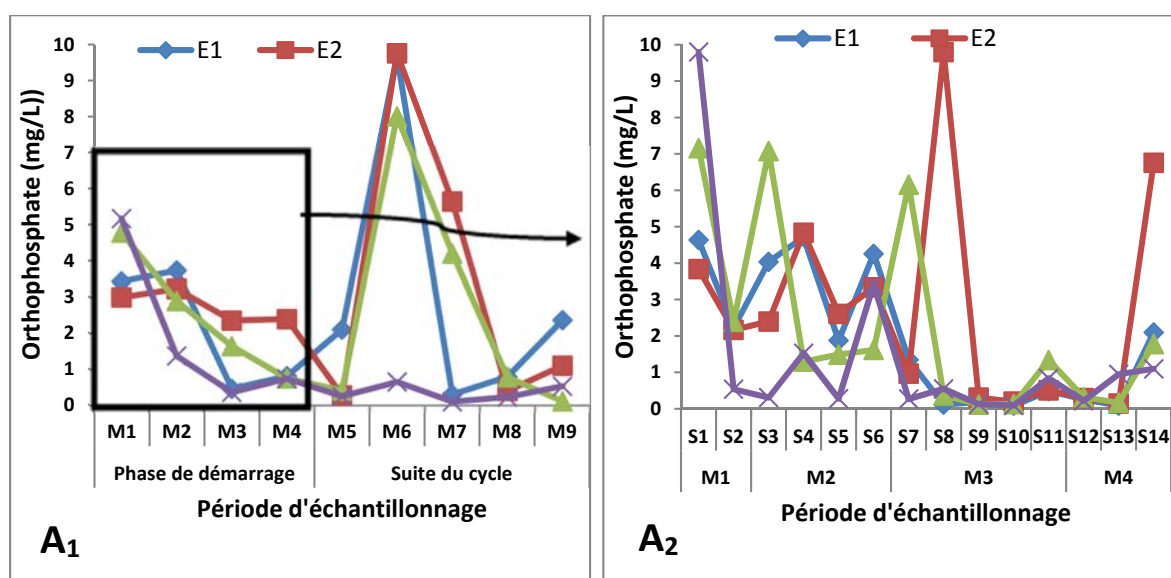 E1 E2
Orthophosphate (mg/L))
10
9
8
7
6
5
4
3
2
1
0
M1 M2 M3 M4 M5 M6 M7 M8 M9
Phase de démarrage Suite du cycle
Période d'échantillonnage
A1
E1 E2
Orthophosphate (mg/L)
10
9
8
7
6
5
4
3
2
1
0
S1 S2 S3 S4 S5 S6 S7 S8 S9 S10 S11 S12 S13 S14
M1 M2 M3 M4
Période d'échantillonnage
A2